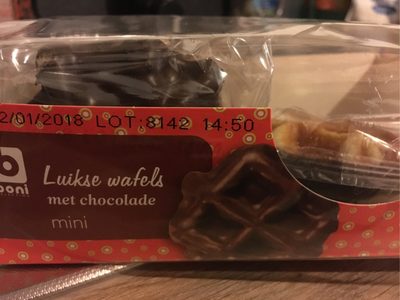 2/01/2018 LOT:8142 14:50
b
boni
Luikse wafels
met chocolade
mini